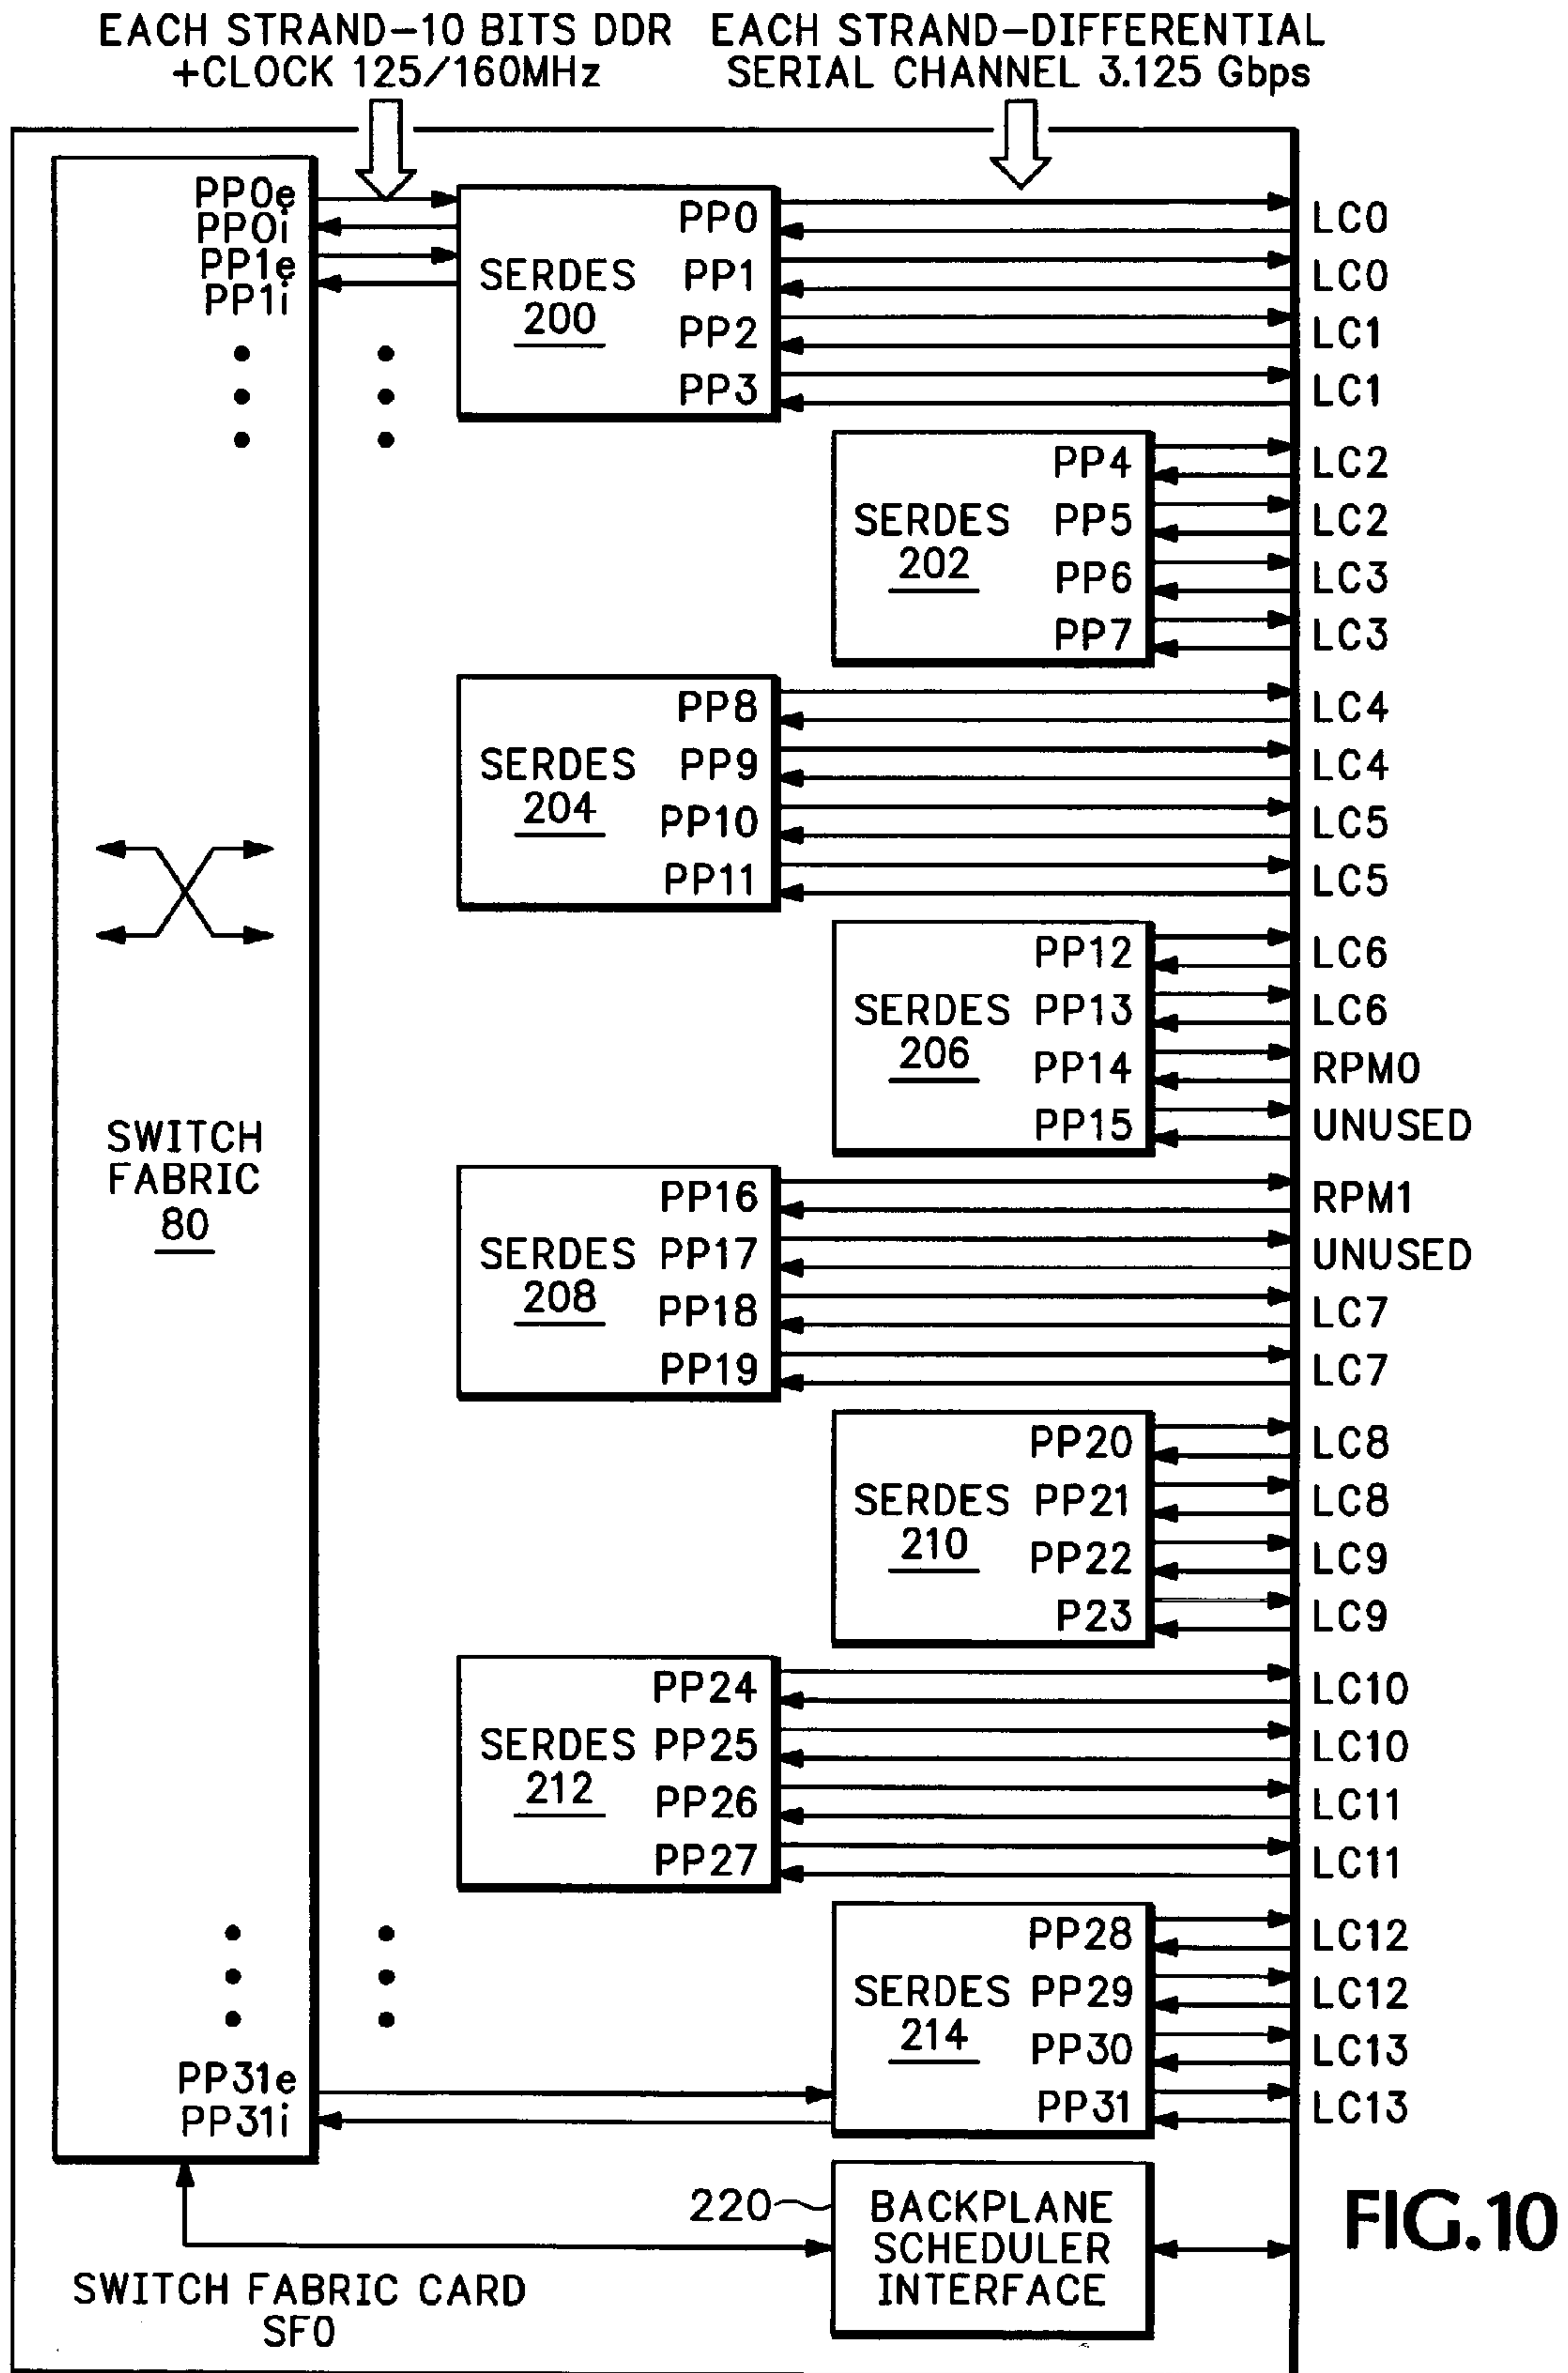 EACH STRAND-10 BITS DDR
+CLOCK 125/160MHz
EACH STRAND-DIFFERENTIAL
SERIAL CHANNEL 3.125 Gbps
PP0e
PP0i
PP1e
PP1i
SWITCH
FABRIC
80
PP31e
PP31i
SERDES
200
PP0
PP1
PP2
PP3
LC0
LC0
LC1
LC1
SERDES
202
PP4
PP5
PP6
PP7
LC2
LC2
LC3
LC3
SERDES
204
PP8
PP9
PP10
PP11
LC4
LC4
LC5
LC5
SERDES
206
PP12
PP13
PP14
PP15
LC6
LC6
RPM0
UNUSED
SERDES
208
PP16
PP17
PP18
PP19
RPM1
UNUSED
LC7
LC7
SERDES
210
PP20
PP21
PP22
P23
LC8
LC8
LC9
LC9
SERDES
212
PP24
PP25
PP26
PP27
LC10
LC10
LC11
LC11
SERDES
214
PP28
PP29
PP30
PP31
LC12
LC12
LC13
LC13
220
BACKPLANE
SCHEDULER
INTERFACE
SWITCH FABRIC CARD
SF0
FIG.10